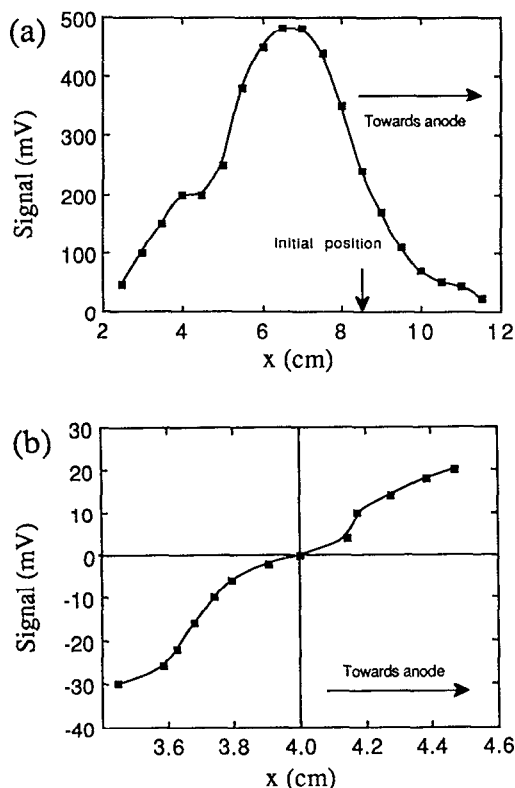 (a)
500
400
300
200
100
0
Signal (mV)
Towards anode
Initial position
2 4 6 8 10 12
x (cm)
(b)
30
20
10
0
-10
-20
-30
-40
Signal (mV)
Towards anode
3.6 3.8 4.0 4.2 4.4 4.6
x (cm)